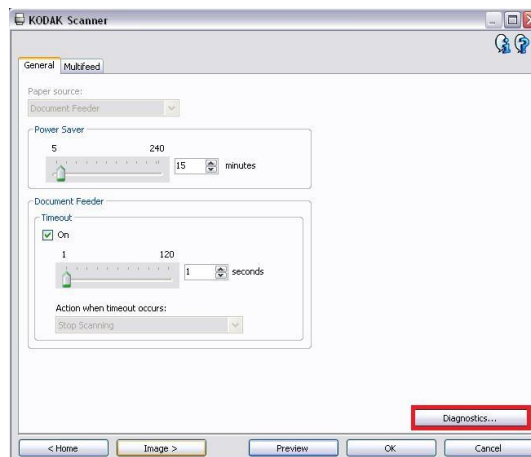 KODAK Scanner
General Multifeed
Paper source:
Document Feeder
Power Saver
5 240
15 minutes
Document Feeder
Timeout
On
1 120
1 seconds
Action when timeout occurs:
Stop Scanning
Diagnostics...
< Home Image > Preview OK Cancel